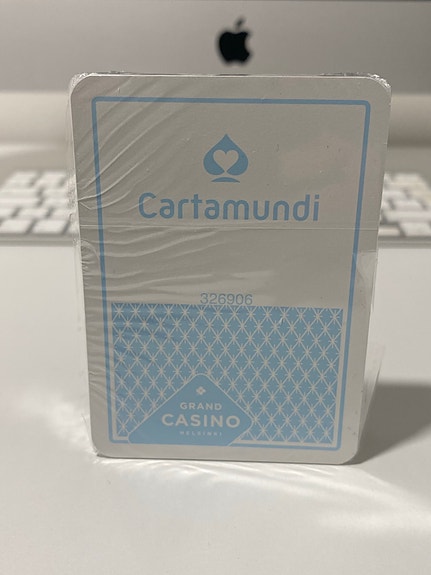 Cartamundi
326906
GRAND
CASINO
HELSINKI